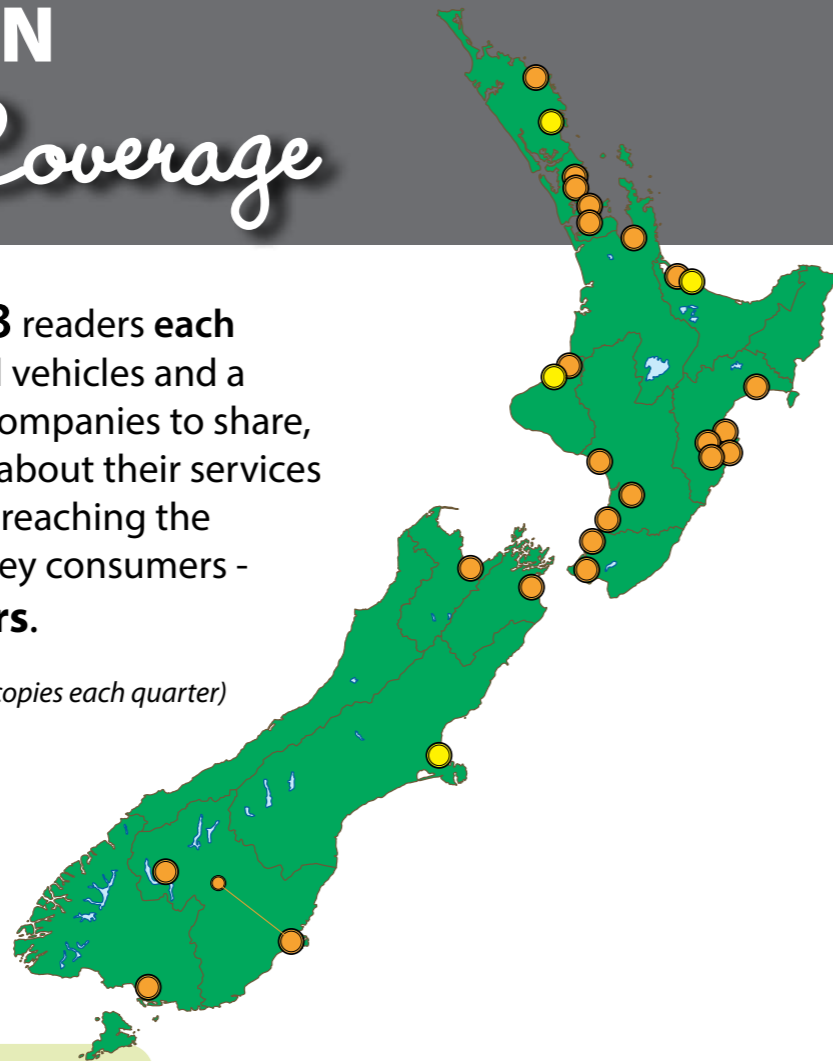 N
Coverage
3 readers each
vehicles and a
ompanies to share,
about their services
reaching the
ey consumers -
rs.
copies each quarter)